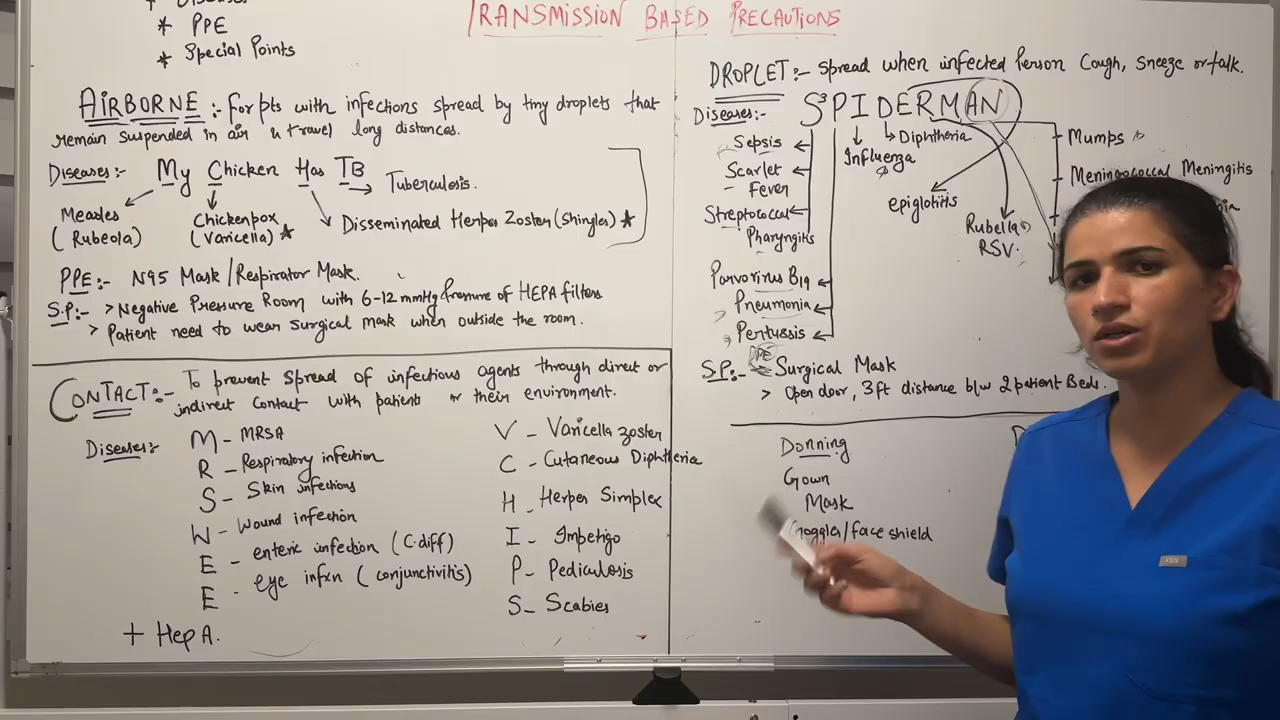 Diseases
* PPE
* Special Points
TRANSMISSION BASED PRECAUTIONS
AIRBORNE :- for pts with infections spread by tiny droplets that
remain suspended in air & travel long distances.
Diseases:- My Chicken Has TB
Tuberculosis.
Measles
(Rubeola)
Chickenpox
(Varicella) *
Disseminated Herpes Zoster (Shingles) *
PPE:- N95 Mask/Respirator Mask.
S.P:- > Negative Pressure Room with 6-12 mmHg Pressure of HEPA filters
> Patient need to wear surgical mask when outside the room.
CONTACT:- To prevent spread of infectious agents through direct or
indirect contact with patient or their environment.
Diseases:-
M - MRSA
R - Respiratory infection
S - Skin infections
W - Wound infection
E - enteric infection (C.diff)
E - eye infxn (conjunctivitis)
+ Hep A.
V - Varicella zoster
C - Cutaneous Diphtheria
H - Herpes Simplex
I - Impetigo
P - Pediculosis
S - Scabies
DROPLET:- Spread when infected Person Cough, Sneeze or talk.
Diseases:- S³PIDERMAN
Sepsis
Scarlet
Fever
Streptococcal
Pharyngitis
Parvovirus B19
Pneumonia
Pertussis
Influenza
Diphtheria
epiglotitis
Rubella
RSV.
Mumps
Meningococcal Meningitis
S.P:- Surgical Mask
> Open door, 3ft distance b/w 2 patient Beds.
Donning
Gown
Mask
Goggles/face shield